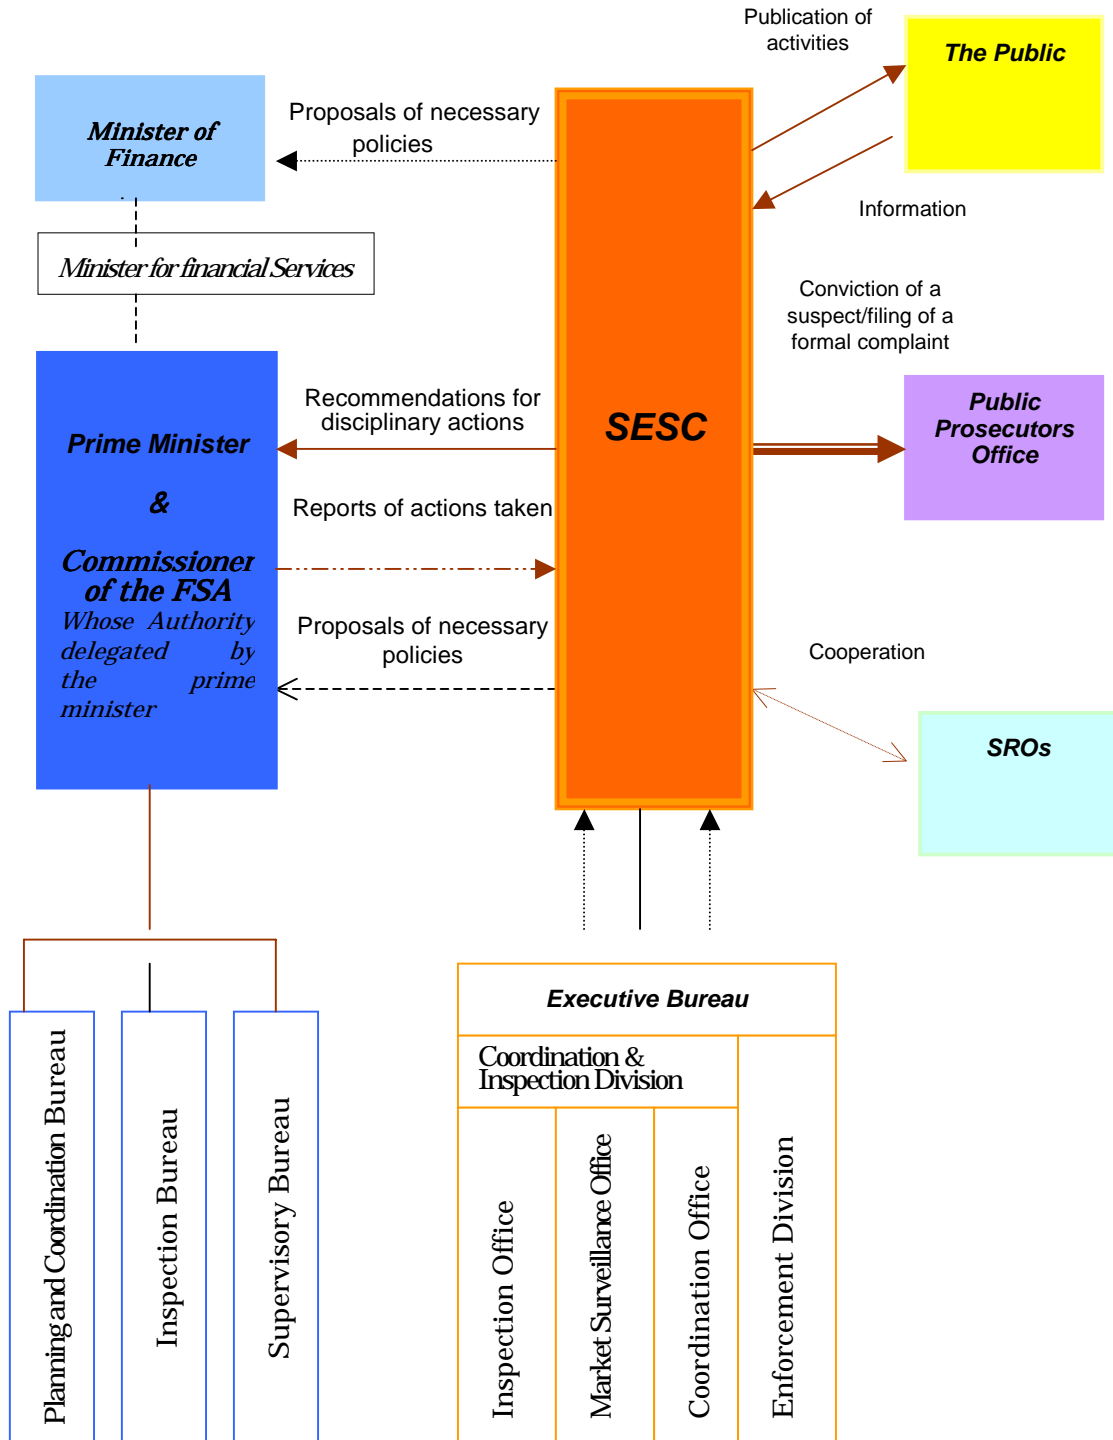 Publication of
activities
The Public
Minister of
Finance
Proposals of necessary
policies
Information
Minister for financial Services
Conviction of a
suspect/filing of a
formal complaint
Prime Minister
&
Commissioner
of the FSA
Whose Authority
delegated by
the prime
minister
Recommendations for
disciplinary actions
SESC
Public
Prosecutors
Office
Reports of actions taken
Proposals of necessary
policies
Cooperation
SROs
Executive Bureau
Coordination &
Inspection Division
Planning and Coordination Bureau
Inspection Bureau
Supervisory Bureau
Inspection Office
Market Surveillance Office
Coordination Office
Enforcement Division